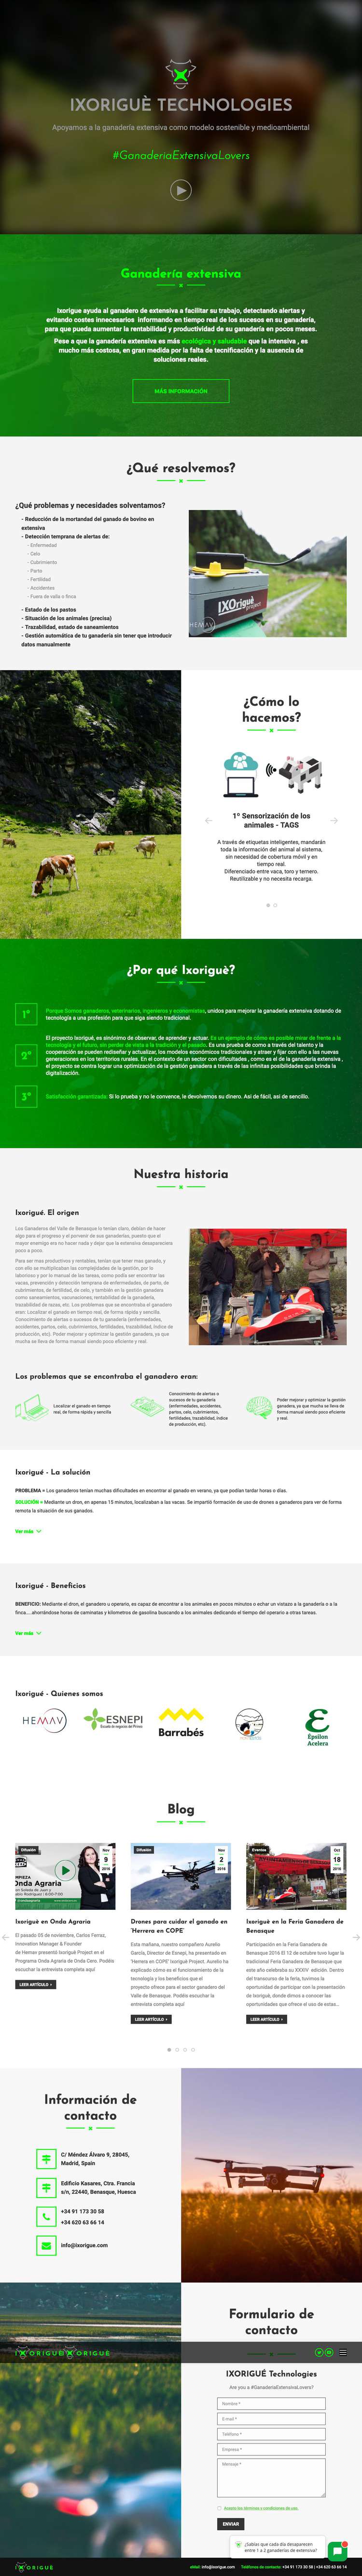 IXORIGUÈ TECHNOLOGIES
Apoyamos a la ganadería extensiva como modelo sostenible y medioambiental
#GanaderiaExtensivaLovers
Ganadería extensiva
Ixorigue ayuda al ganadero de extensiva a facilitar su trabajo, detectando alertas y
evitando costes innecesarios informando en tiempo real de los sucesos en su ganadería,
para que pueda aumentar la rentabilidad y productividad de su ganadería en pocos meses.
Pese a que la ganadería extensiva es más ecológica y saludable que la intensiva , es
mucho más costosa, en gran medida por la falta de tecnificación y la ausencia de
soluciones reales.
MÁS INFORMACIÓN
¿Qué resolvemos?
¿Qué problemas y necesidades solventamos?
- Reducción de la mortandad del ganado de bovino en
extensiva
- Detección temprana de alertas de:
- Enfermedad
- Celo
- Cubrimiento
- Parto
- Fertilidad
- Accidentes
- Fuera de valla o finca
- Estado de los pastos
- Situación de los animales (precisa)
- Trazabilidad, estado de saneamientos
- Gestión automática de tu ganadería sin tener que introducir
datos manualmente
IXOrigué
HEMAV
¿Cómo lo
hacemos?
1º Sensorización de los
animales - TAGS
A través de etiquetas inteligentes, mandarán
toda la información del animal al sistema,
sin necesidad de cobertura móvil y en
tiempo real.
Diferenciado entre vaca, toro y ternero.
Reutilizable y no necesita recarga.
¿Por qué Ixoriguè?
1º
Porque Somos ganaderos, veterinarios, ingenieros y economistas, unidos para mejorar la ganadería extensiva dotando de
tecnología a una profesión para que siga siendo tradicional.
2º
El proyecto Ixorigué, es sinónimo de observar, de aprender y actuar. Es un ejemplo de cómo es posible mirar de frente a la
tecnología y el futuro, sin perder de vista a la tradición y el pasado. Es una prueba de como a través del talento y la
cooperación se pueden rediseñar y actualizar, los modelos económicos tradicionales y atraer y fijar con ello a las nuevas
generaciones en los territorios rurales. En el contexto de un sector con dificultades , como es el de la ganadería extensiva ,
el proyecto se centra lograr una optimización de la gestión ganadera a través de las infinitas posibilidades que brinda la
digitalización.
3º
Satisfacción garantizada: Si lo prueba y no le convence, le devolvemos su dinero. Así de fácil, así de sencillo.
Nuestra historia
Ixorigué. El origen
Los Ganaderos del Valle de Benasque lo tenían claro, debían de hacer
algo para el progreso y el porvenir de sus ganaderías, puesto que el
mayor enemigo era no hacer nada y dejar que la extensiva desapareciera
poco a poco.
Para ser mas productivos y rentables, tenían que tener mas ganado, y
con ello se multiplicaban las complejidades de la gestión, por lo
laborioso y por lo manual de las tareas, como podía ser encontrar las
vacas, prevención y detección temprana de enfermedades, de parto, de
cubrimientos, de fertilidad, de celo, y también en la gestión ganadera
como saneamientos, vacunaciones, rentabilidad de la ganadería,
trazabilidad de razas, etc. Los problemas que se encontraba el ganadero
eran: Localizar el ganado en tiempo real, de forma rápida y sencilla.
Conocimiento de alertas o sucesos de tu ganadería (enfermedades,
accidentes, partos, celo, cubrimientos, fertilidades, trazabilidad, índice de
producción, etc). Poder mejorar y optimizar la gestión ganadera, ya que
mucha se lleva de forma manual siendo poco eficiente y real.
Los problemas que se encontraba el ganadero eran:
Localizar el ganado en tiempo
real, de forma rápida y sencilla
Conocimiento de alertas o
sucesos de tu ganadería
(enfermedades, accidentes,
partos, celo, cubrimientos,
fertilidades, trazabilidad, índice
de producción, etc).
Poder mejorar y optimizar la gestión
ganadera, ya que mucha se lleva de
forma manual siendo poco eficiente
y real.
Ixorigué - La solución
PROBLEMA = Los ganaderos tenían muchas dificultades en encontrar al ganado en verano, ya que podían tardar horas o días.
SOLUCIÓN = Mediante un dron, en apenas 15 minutos, localizaban a las vacas. Se impartió formación de uso de drones a ganaderos para ver de forma
remota la situación de sus ganados.
Ver más
Ixorigué - Beneficios
BENEFICIO: Mediante el dron, el ganadero u operario, es capaz de encontrar a los animales en pocos minutos o echar un vistazo a la ganadería o a la
finca....ahorrándose horas de caminatas y kilometros de gasolina buscando a los animales dedicando el tiempo del operario a otras tareas.
Ver más
Ixorigué - Quienes somos
HEMAV
ESNEPI
Escuela de negocios del Pirineo
Barrabés
Épsilon
Acelera
Blog
Difusión
Nov
9
Ixorigué en Onda Agraria
El pasado 05 de noviembre, Carlos Ferraz,
Innovation Manager & Founder
de Hemav presentó Ixorigué Project en el
Programa Onda Agraria de Onda Cero. Podéis
escuchar la entrevista completa aquí
LEER ARTÍCULO >
Difusión
Nov
2
2018
Drones para cuidar el ganado en
'Herrera en COPE'
Esta mañana, nuestro compañero Aurelio
García, Director de Esnepi, ha presentado en
'Herrera en COPE' Ixorigué Project. Aurelio ha
explicado cómo es el funcionamiento de la
tecnología y los beneficios que el
proyecto ofrece para el sector ganadero del
Valle de Benasque. Podéis escuchar la
entrevista completa aquí
LEER ARTÍCULO >
Eventos
Oct
18
Ixorigué en la Feria Ganadera de
Benasque
Participación en la Feria Ganadera de
Benasque 2016 El 12 de octubre tuvo lugar la
tradicional Feria Ganadera de Benasque que
este año celebraba su XXXIV edición. Dentro
del transcurso de la feria, tuvimos la
oportunidad de participar con la presentación
de Ixorigué, donde dimos a conocer las
oportunidades que ofrece el uso de estas…
LEER ARTÍCULO >
Información de
contacto
C/ Méndez Álvaro 9, 28045,
Madrid, Spain
Edificio Kasares, Ctra. Francia
s/n, 22440, Benasque, Huesca
+34 91 173 30 58
+34 620 63 66 14
info@ixorigue.com
Formulario de
contacto
IXORIGUÉ IXORIGUÉ
IXORIGUÉ Technologies
Are you a #GanaderiaExtensivaLovers?
Nombre *
E-mail *
Teléfono *
Empresa *
Mensaje *
Acepto los términos y condiciones de uso.
ENVIAR
¿Sabías que cada día desaparecen
entre 1 a 2 ganaderías de extensiva?
IXORIGUÉ
eMail: info@ixorigue.com Teléfonos de contacto: +34 91 173 30 58 | +34 620 63 66 14